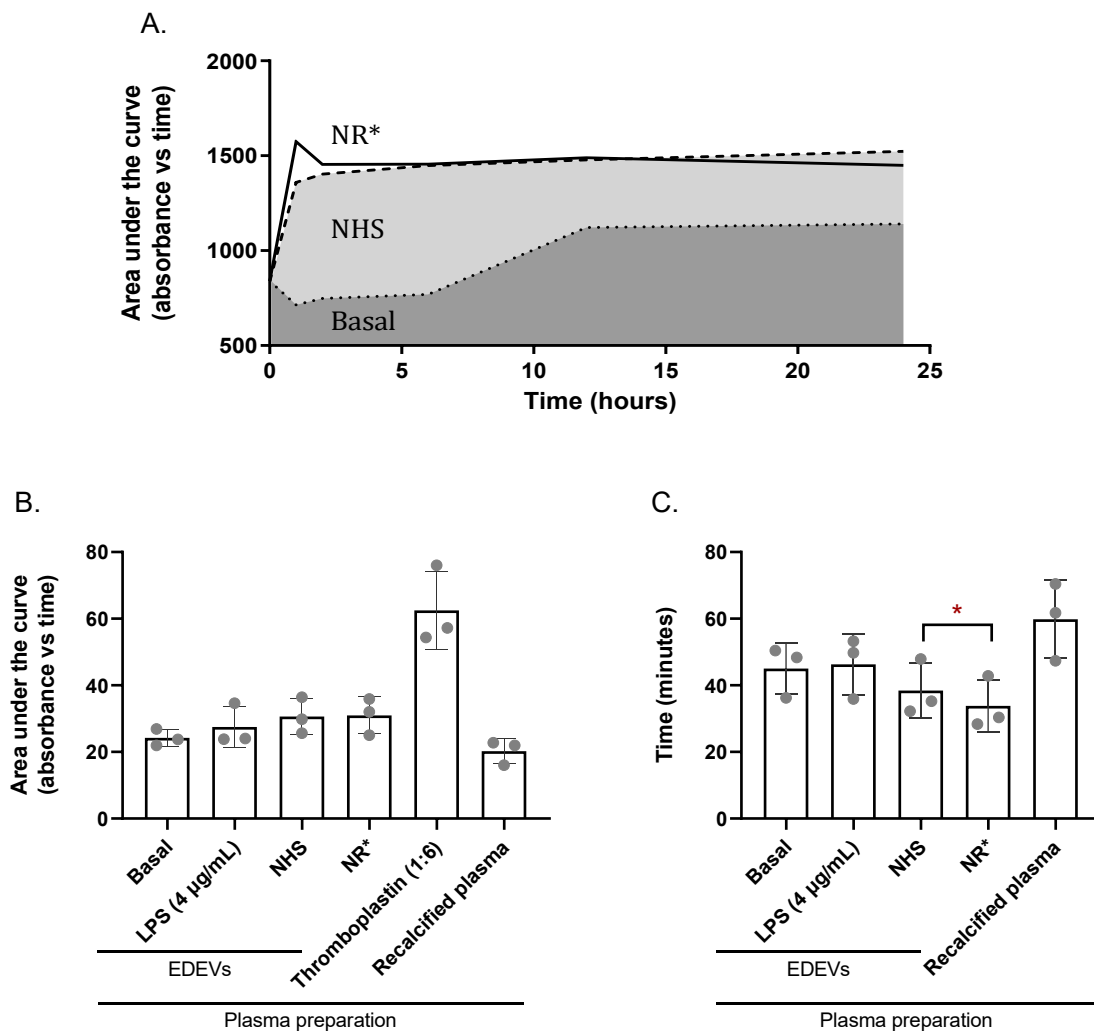 A.
Area under the curve
(absorbance vs time)
2000
1500
1000
500
NR*
NHS
Basal
0
5
10
15
20
25
Time (hours)
B.
Area under the curve
(absorbance vs time)
80
60
40
20
0
Basal
LPS (4 µg/mL)
NHS
NR*
Thromboplastin (1:6)
Recalcified plasma
EDEVs
Plasma preparation
C.
Time (minutes)
80
60
40
20
0
*
Basal
LPS (4 µg/mL)
NHS
NR*
Recalcified plasma
EDEVs
Plasma preparation